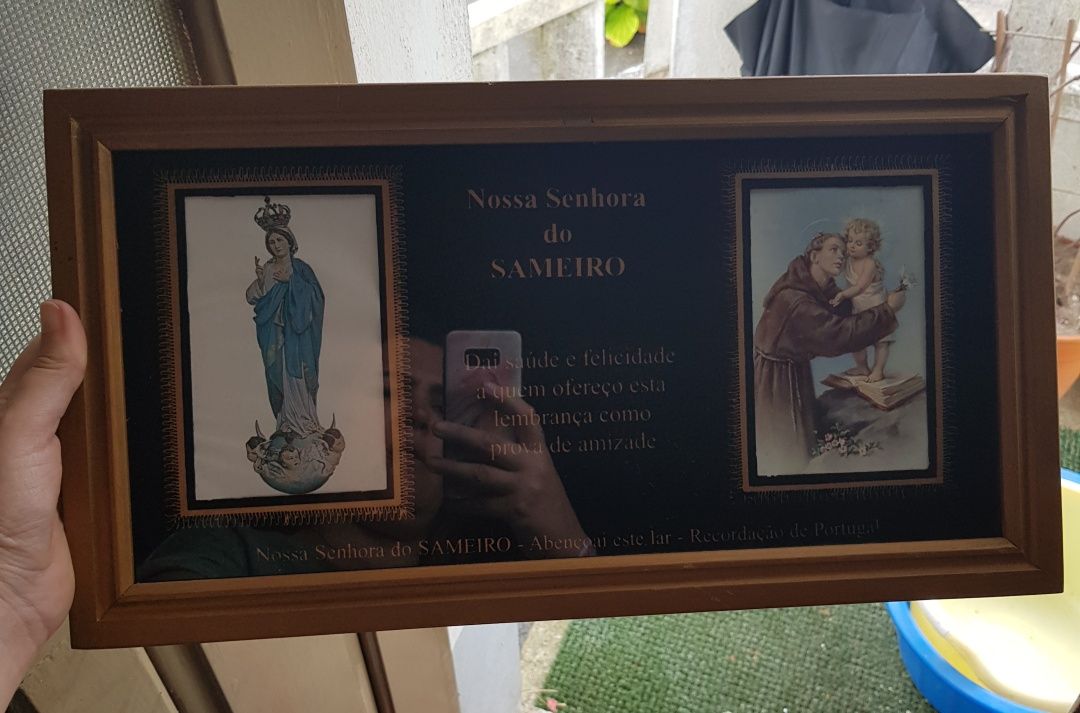 Nossa Senhora
do
SAMEIRO
Dai saúde e felicidade
a quem ofereço esta
lembrança como
prova de amizade
Nossa Senhora do SAMEIRO - Abençoai este lar - Recordação de Portugal